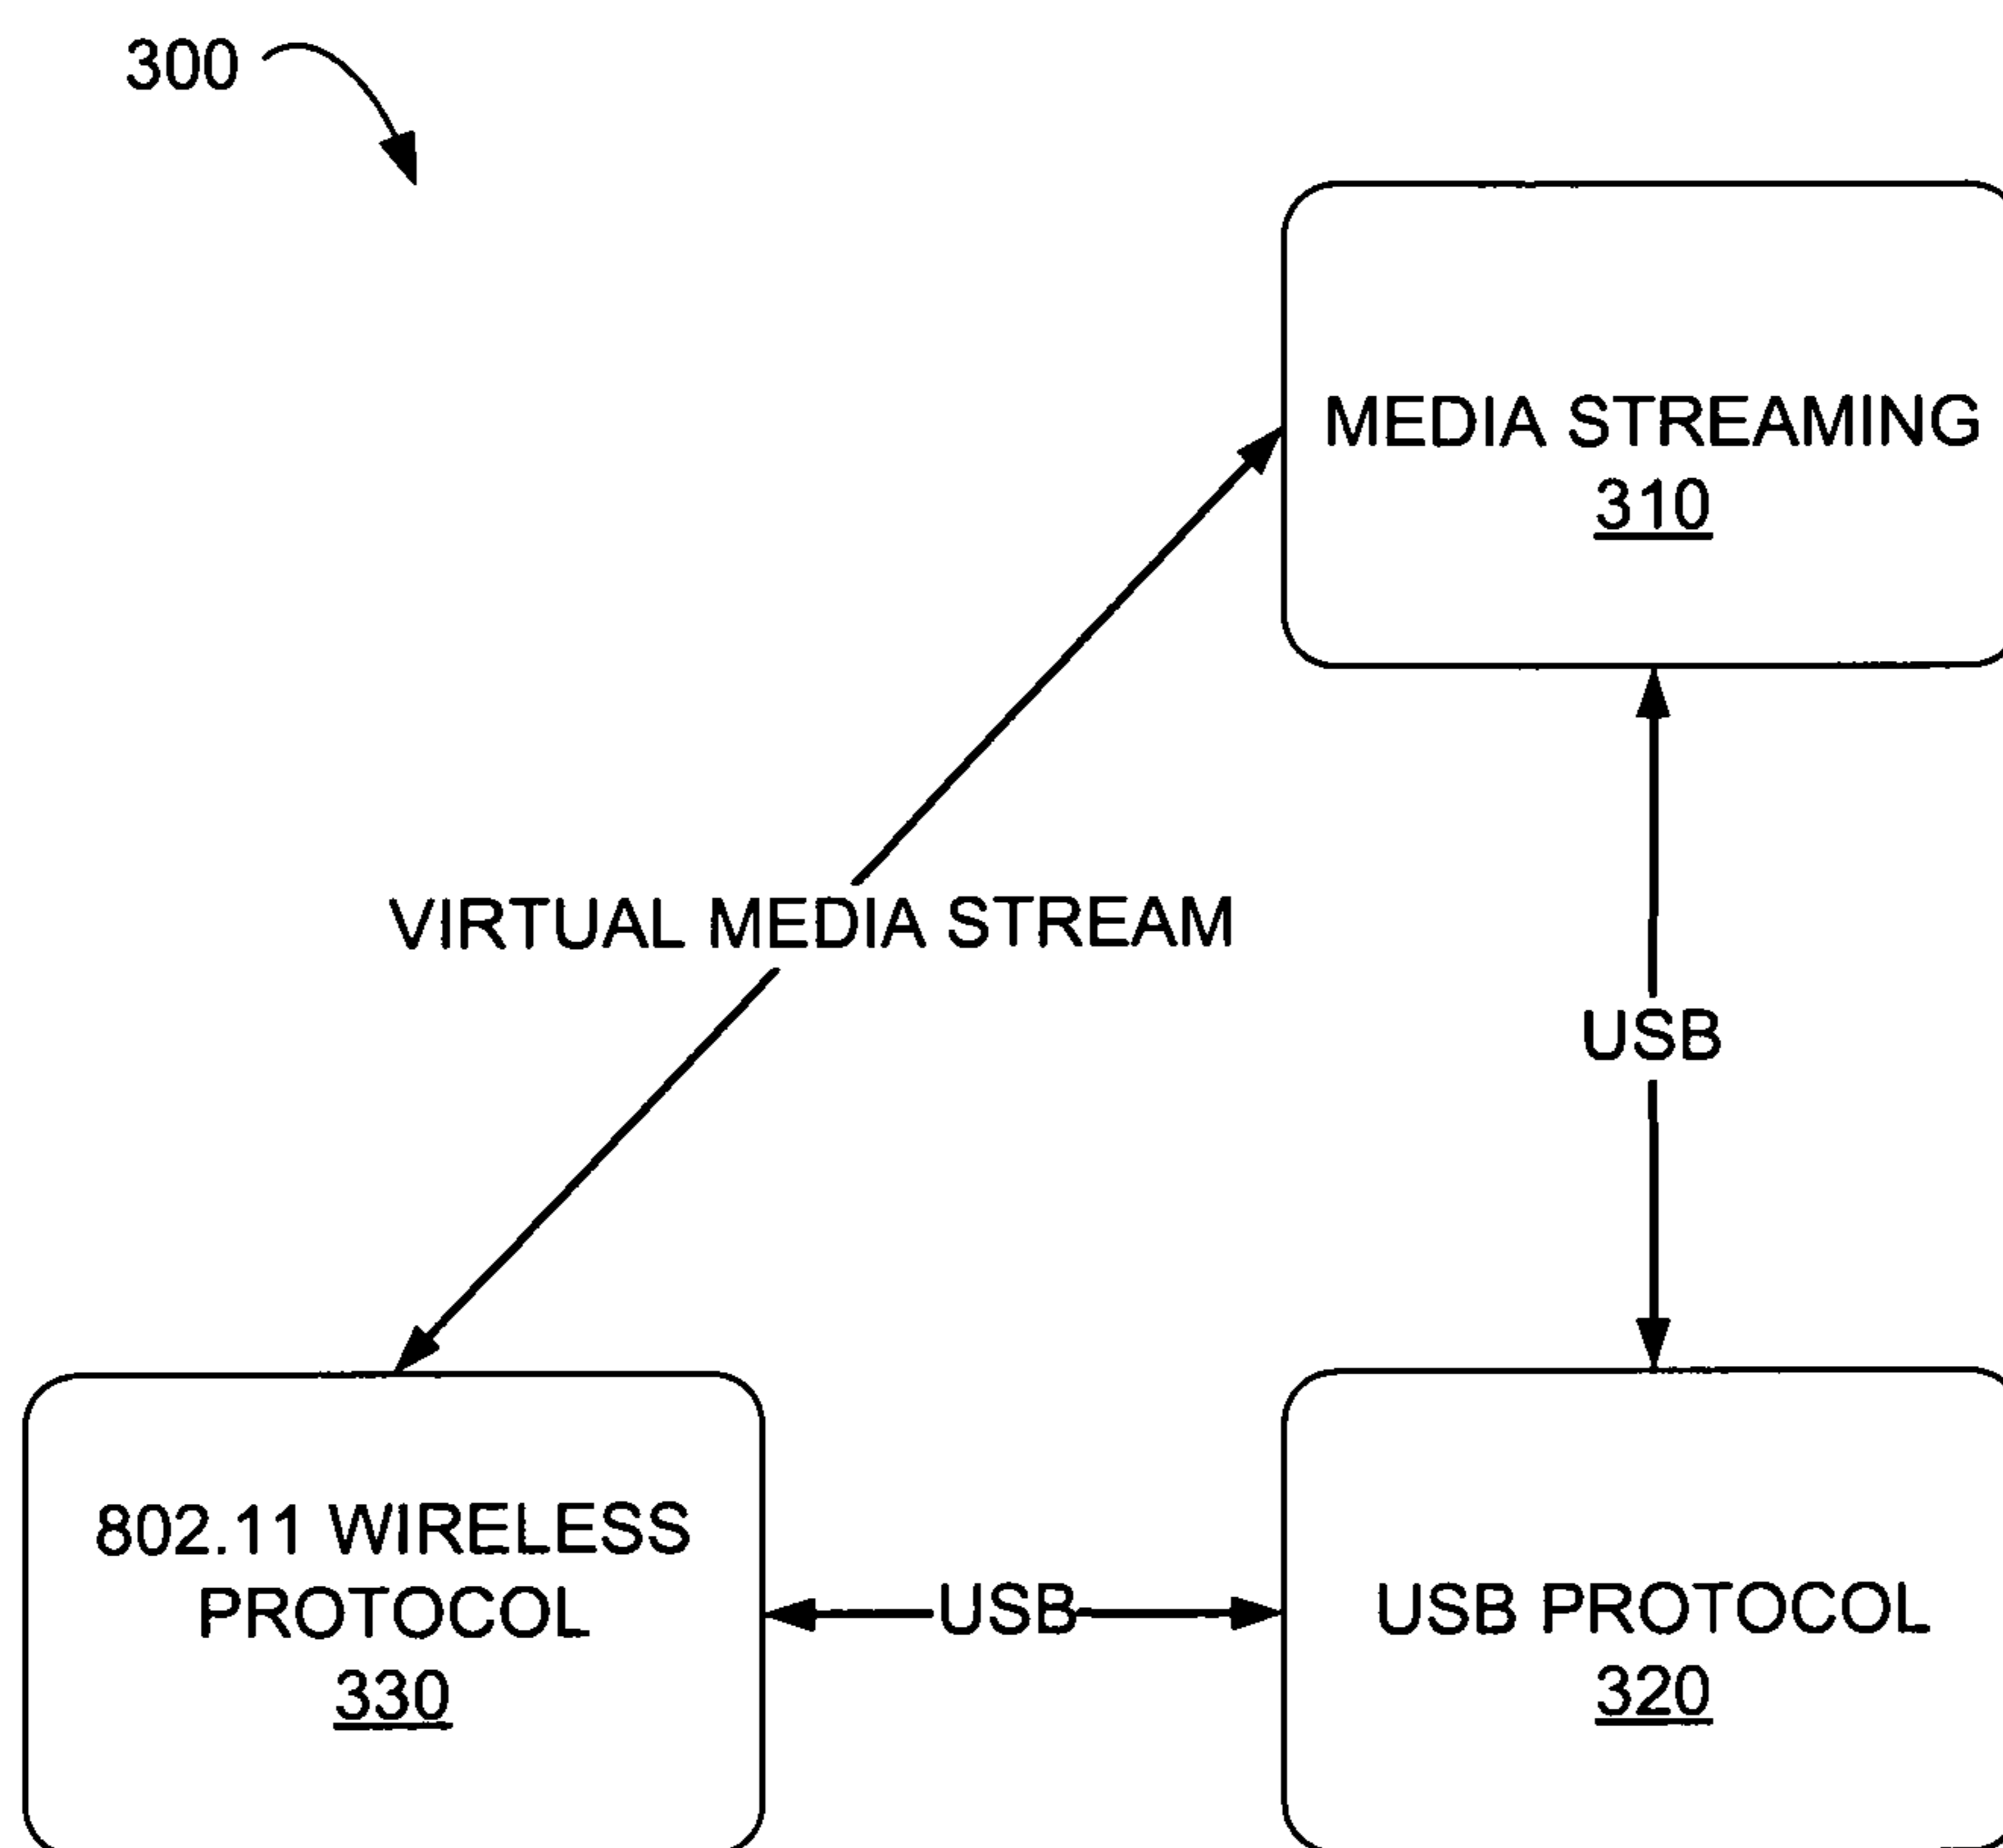 300
MEDIA STREAMING
310
VIRTUAL MEDIA STREAM
USB
802.11 WIRELESS
PROTOCOL
330
USB
USB PROTOCOL
320